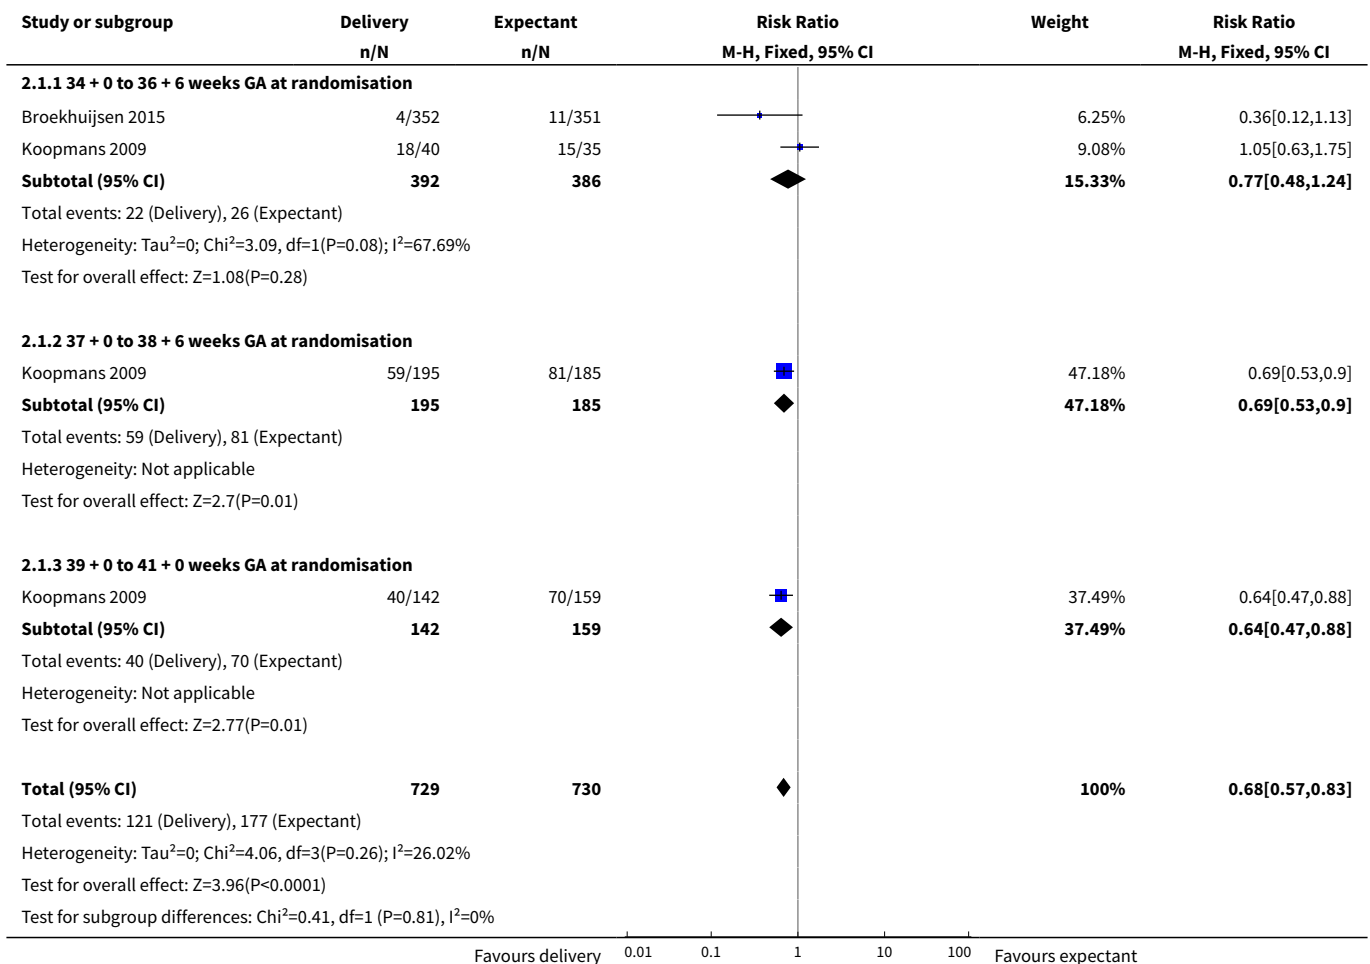 Study or subgroup Delivery Expectant Risk Ratio Weight Risk Ratio
n/N n/N M-H, Fixed, 95% CI M-H, Fixed, 95% CI
2.1.1 34 + 0 to 36 + 6 weeks GA at randomisation
Broekhuijsen 2015 4/352 11/351 6.25% 0.36[0.12,1.13]
Koopmans 2009 18/40 15/35 9.08% 1.05[0.63,1.75]
Subtotal (95% CI) 392 386 15.33% 0.77[0.48,1.24]
Total events: 22 (Delivery), 26 (Expectant)
Heterogeneity: Tau²=0; Chi²=3.09, df=1(P=0.08); I²=67.69%
Test for overall effect: Z=1.08(P=0.28)
2.1.2 37 + 0 to 38 + 6 weeks GA at randomisation
Koopmans 2009 59/195 81/185 47.18% 0.69[0.53,0.9]
Subtotal (95% CI) 195 185 47.18% 0.69[0.53,0.9]
Total events: 59 (Delivery), 81 (Expectant)
Heterogeneity: Not applicable
Test for overall effect: Z=2.7(P=0.01)
2.1.3 39 + 0 to 41 + 0 weeks GA at randomisation
Koopmans 2009 40/142 70/159 37.49% 0.64[0.47,0.88]
Subtotal (95% CI) 142 159 37.49% 0.64[0.47,0.88]
Total events: 40 (Delivery), 70 (Expectant)
Heterogeneity: Not applicable
Test for overall effect: Z=2.77(P=0.01)
Total (95% CI) 729 730 100% 0.68[0.57,0.83]
Total events: 121 (Delivery), 177 (Expectant)
Heterogeneity: Tau²=0; Chi²=4.06, df=3(P=0.26); I²=26.02%
Test for overall effect: Z=3.96(P<0.0001)
Test for subgroup differences: Chi²=0.41, df=1 (P=0.81), I²=0%
Favours delivery 0.01 0.1 1 10 100 Favours expectant